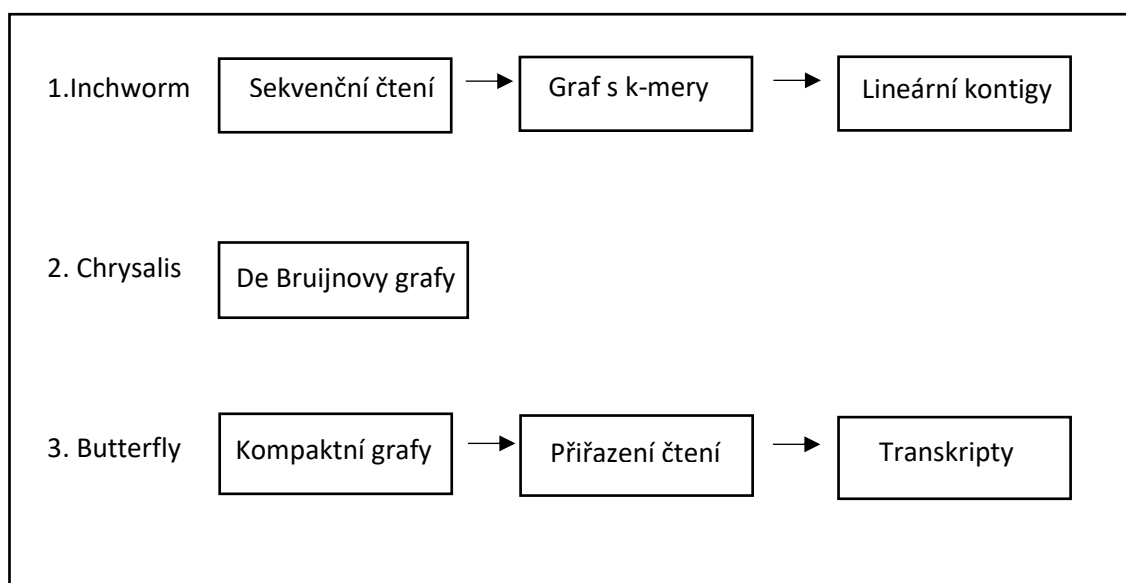 1.Inchworm Sekvenční čtení Graf s k-mery Lineární kontigy
2. Chrysalis De Bruijnovy grafy
3. Butterfly Kompaktní grafy Přiřazení čtení Transkripty